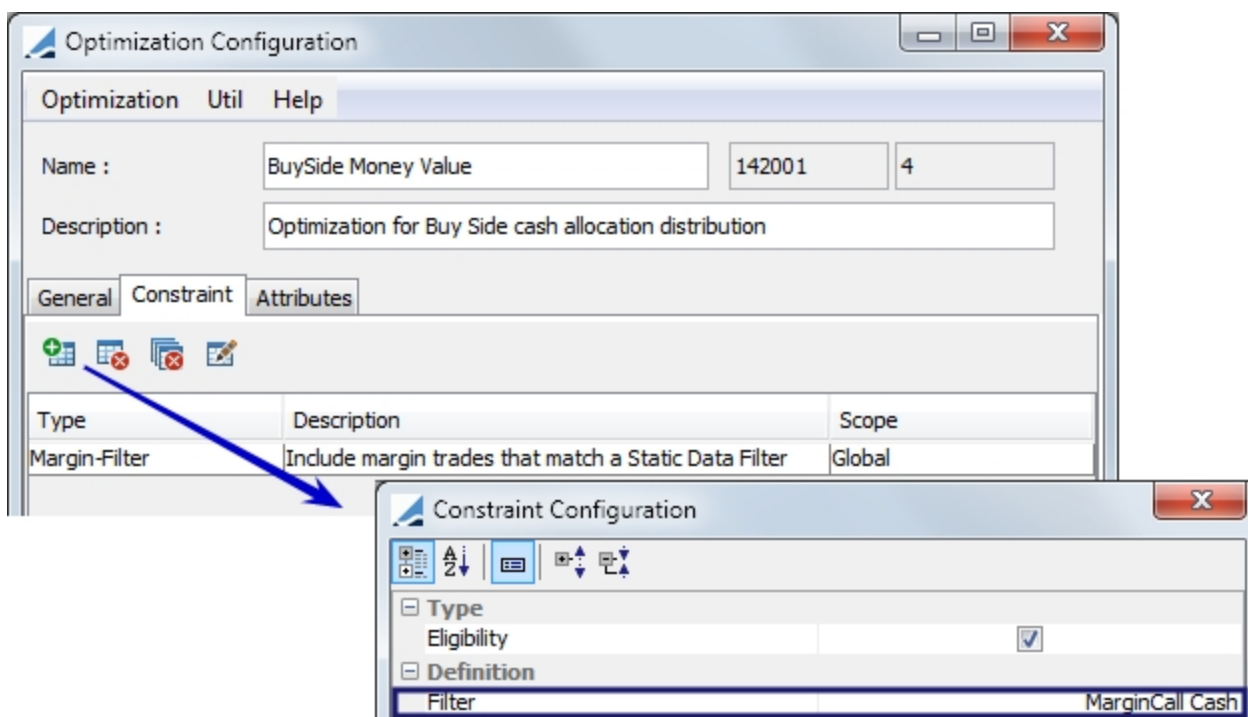 Optimization Configuration
Optimization Util Help
Name : BuySide Money Value 142001 4
Description : Optimization for Buy Side cash allocation distribution
General Constraint Attributes
Type Description Scope
Margin-Filter Include margin trades that match a Static Data Filter Global
Constraint Configuration
A Z
Type
Eligibility
Definition
Filter MarginCall Cash